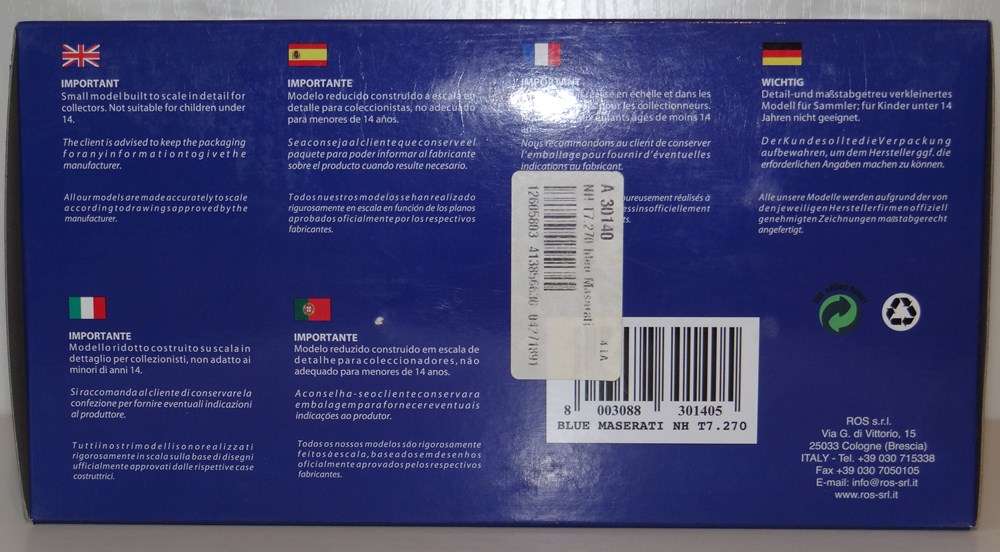 IMPORTANT
Small model built to scale in detail for
collectors. Not suitable for children under
14.
The client is advised to keep the packaging
for any information to give the
manufacturer.
All our models are made accurately to scale
according to drawings approved by the
manufacturer.
IMPORTANTE
Modelo reducido construido a escala en
detalle para coleccionistas, no adecuado
para menores de 14 años.
Se aconseja al cliente que conserve el
paquete para poder informar al fabricante
sobre el producto cuando resulte necesario.
Todos nuestros modelos se han realizado
rigurosamente en escala en función de los planos
aprobados oficialmente por los respectivos
fabricantes.
IMPORTANT
réalisé en échelle et dans les
pour les collectionneurs.
enfants âgés de moins 14
Nous recommandons au client de conserver
l'emballage pour fournir d'éventuelles
indications au fabricant.
réalisés à
WICHTIG
Detail-und maßstabgetreu verkleinertes
Modell für Sammler; für Kinder unter 14
Jahren nicht geeignet.
Der Kunde sollte die Verpackung
aufbewahren, um dem Hersteller ggf. die
erforderlichen Angaben machen zu können.
Alle unsere Modelle werden aufgrund der von
den jeweiligen Herstellerfirmen offiziell
genehmigten Zeichnungen maßstabgerecht
angefertigt.
IMPORTANTE
Modello ridotto costruito su scala in
dettaglio per collezionisti, non adatto ai
minori di anni 14.
Si raccomanda al cliente di conservare la
confezione per fornire eventuali indicazioni
al produttore.
Tutti i nostri modelli sono realizzati
rigorosamente in scala sulla base di disegni
ufficialmente approvati dalle rispettive case
costruttrici.
IMPORTANTE
Modelo reduzido construido em escala de
detalhe para coleccionadores, não
adequado para menores de 14 anos.
Aconselha-se o cliente conservar a
embalagem para fornecer eventuais
indicações ao produtor.
Todos os nossos modelos são rigorosamente
feitos à escala, baseados em desenhos
oficialmente aprovados pelos respectivos
fabricantes.
A 30140
NH T7.270 bleu Maserati
4 LA
8 003088 301405
BLUE MASERATI NH T7.270
ROS s.r.l.
Via G. di Vittorio, 15
25033 Cologne (Brescia)
ITALY - Tel. +39 030 715338
Fax +39 030 7050105
E-mail: info@ros-srl.it
www.ros-srl.it